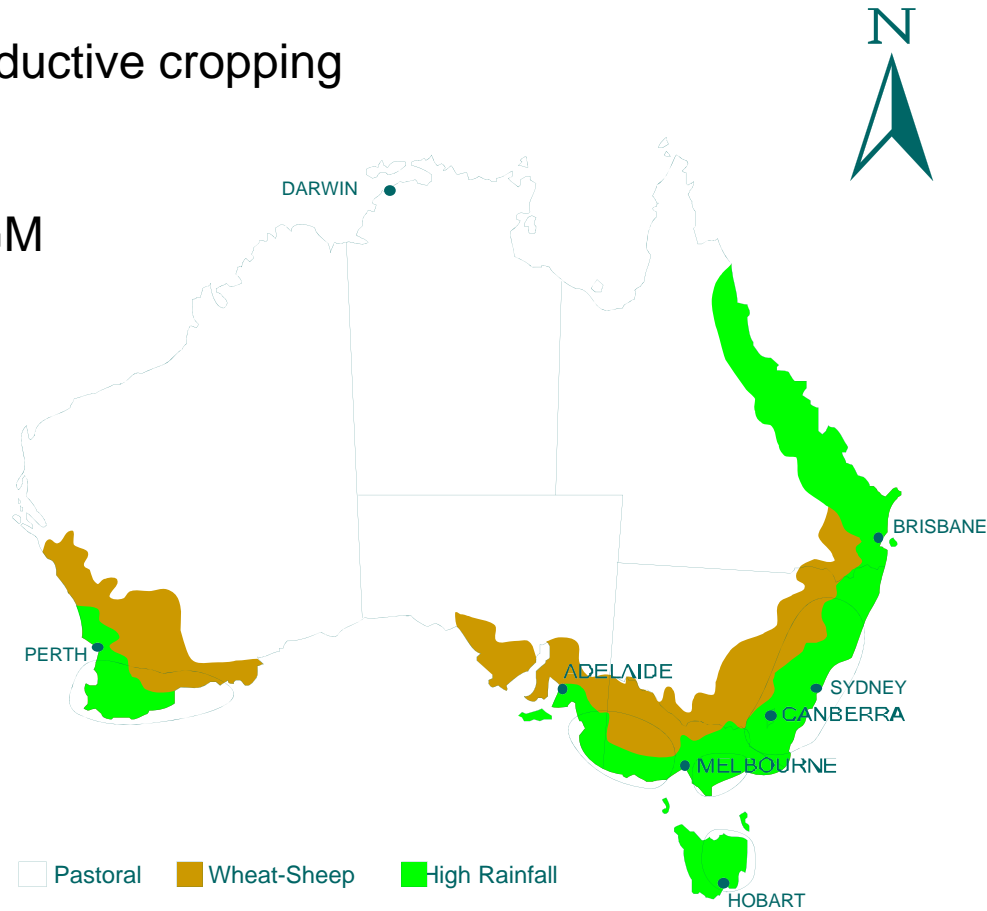 N
ductive cropping
DARWIN
M
BRISBANE
PERTH
ADELAIDE
SYDNEY
CANBERRA
MELBOURNE
Pastoral Wheat-Sheep High Rainfall
HOBART